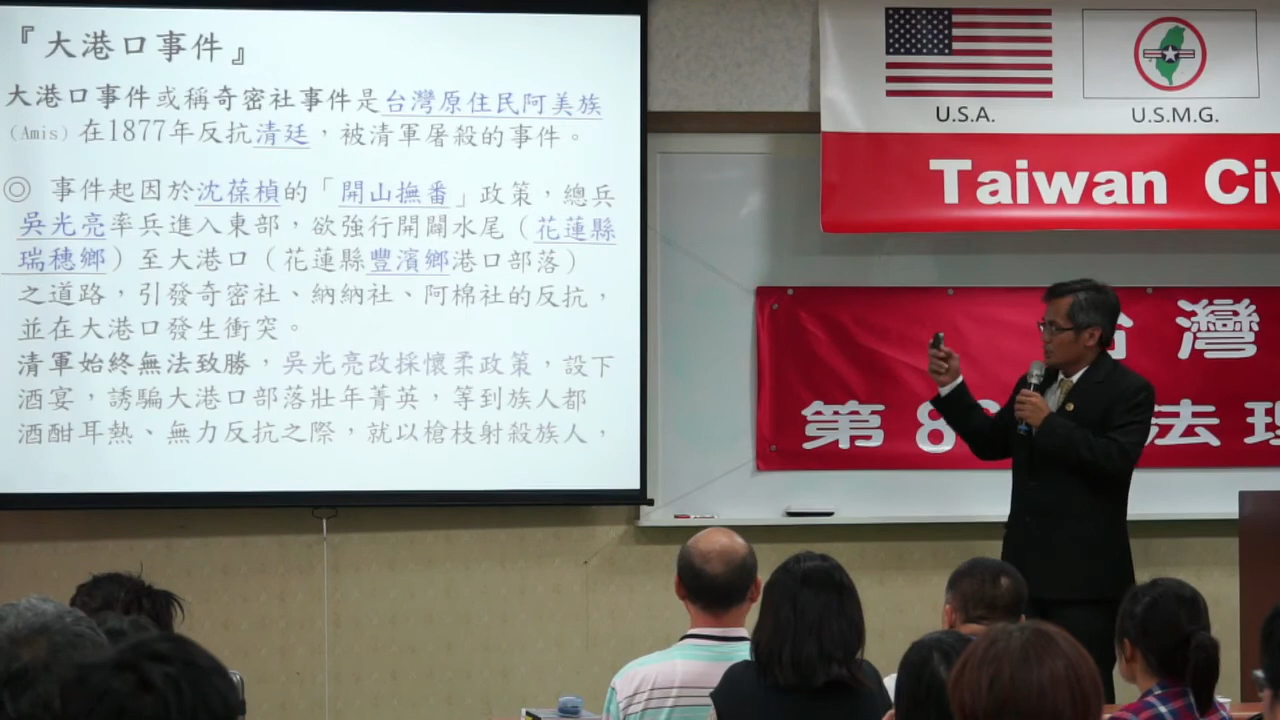 『大港口事件』
大港口事件或稱奇密社事件是台灣原住民阿美族
(Amis) 在1877年反抗清廷，被清軍屠殺的事件。
◎ 事件起因於沈葆楨的「開山撫番」政策，總兵
吳光亮率兵進入東部，欲強行開闢水尾（花蓮縣
瑞穗鄉）至大港口（花蓮縣豐濱鄉港口部落）
之道路，引發奇密社、納納社、阿棉社的反抗，
並在大港口發生衝突。
清軍始終無法致勝，吳光亮改採懷柔政策，設下
酒宴，誘騙大港口部落壯年菁英，等到族人都
酒酣耳熱、無力反抗之際，就以槍枝射殺族人，
U.S.A.
U.S.M.G.
Taiwan Ci
台灣
第8 法理